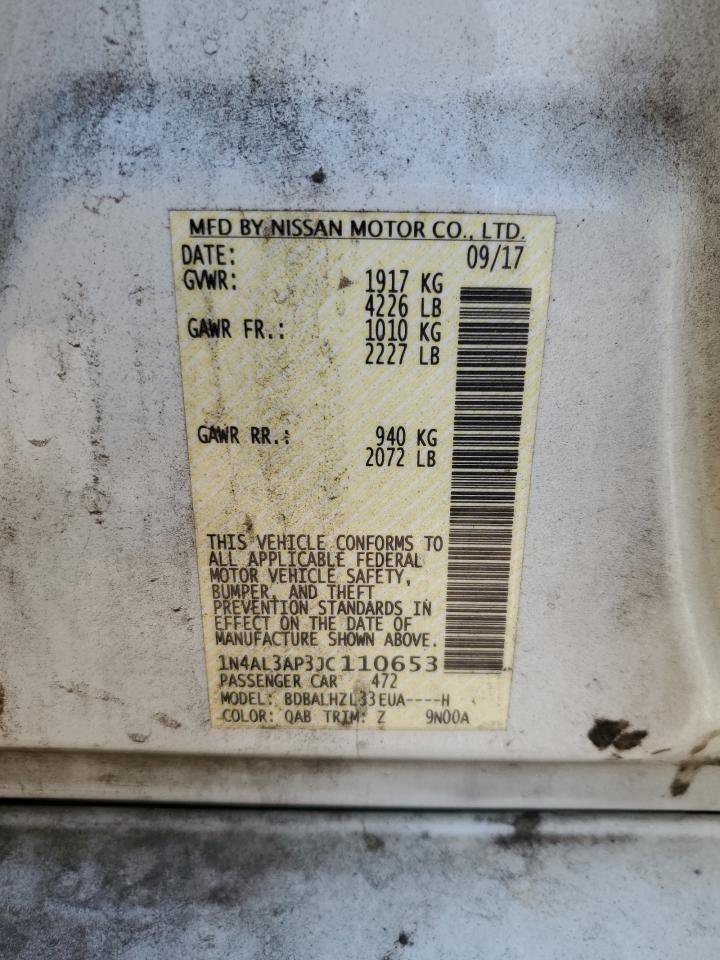 MFD BY NISSAN MOTOR CO., LTD.
DATE: 09/17
GVWR: 1917 KG
4226 LB
GAWR FR.: 1010 KG
2227 LB
GAWR RR.: 940 KG
2072 LB
THIS VEHICLE CONFORMS TO
ALL APPLICABLE FEDERAL
MOTOR VEHICLE SAFETY,
BUMPER, AND THEFT
PREVENTION STANDARDS IN
EFFECT ON THE DATE OF
MANUFACTURE SHOWN ABOVE.
1N4AL3AP3JC110653
PASSENGER CAR 472
MODEL: BDBALHZL33EUA----H
COLOR: QAB TRIM: Z 9N00A